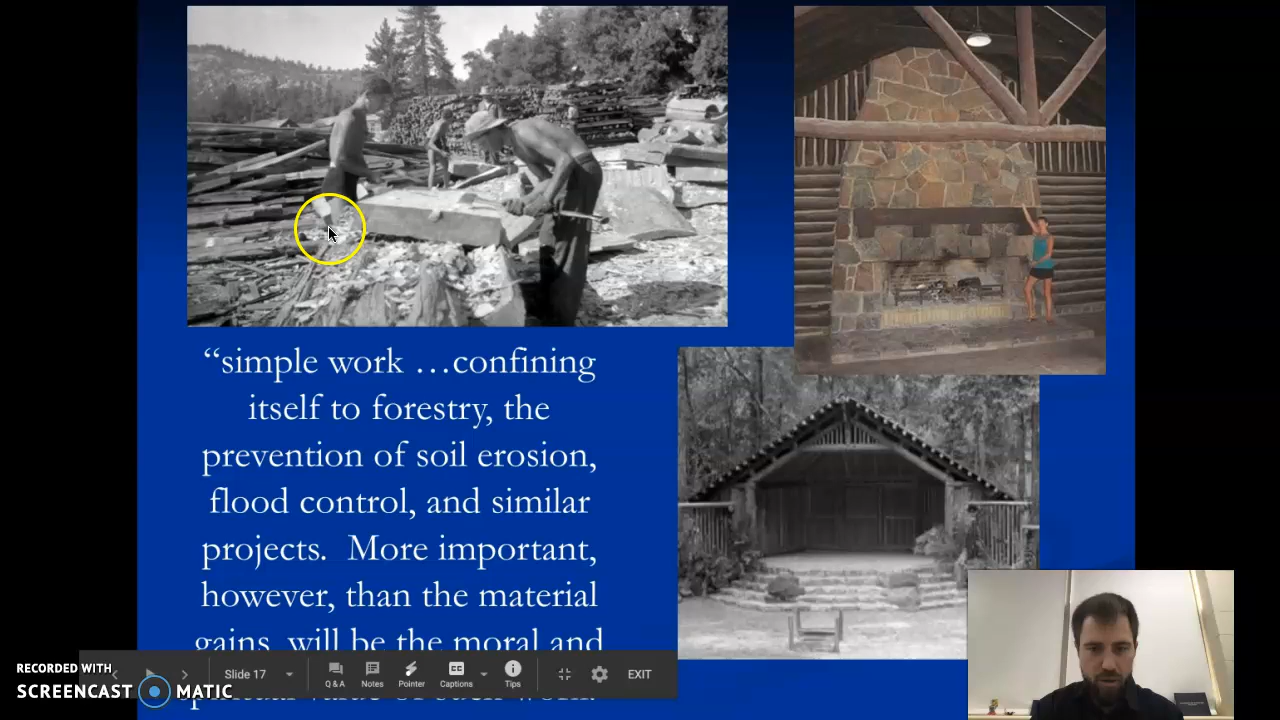 “simple work …confining
itself to forestry, the
prevention of soil erosion,
flood control, and similar
projects.  More important,
however, than the material
gains, will be the moral and
Slide 17
Q & A
Notes
Pointer
Captions
Tips
EXIT
RECORDED WITH
SCREENCAST MATIC